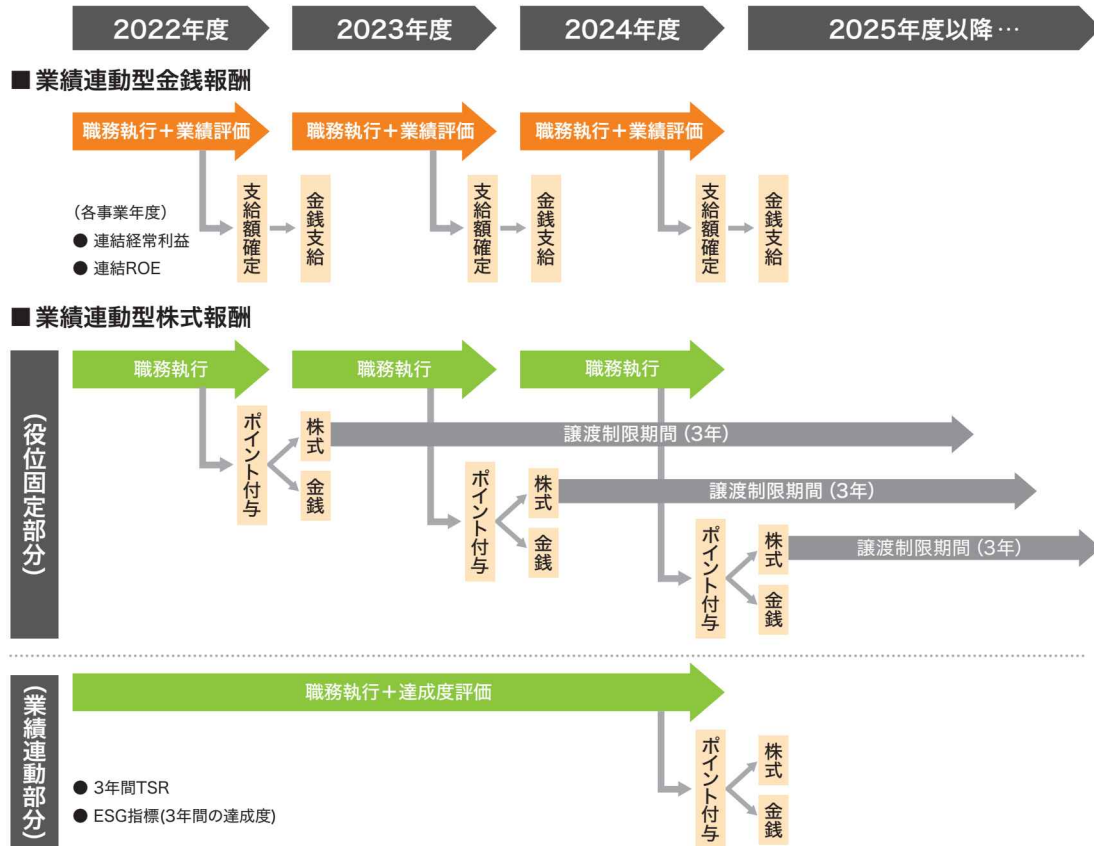 2022年度
2023年度
2024年度
2025年度以降…
■ 業績連動型金銭報酬
職務執行＋業績評価
職務執行＋業績評価
職務執行＋業績評価
(各事業年度)
● 連結経常利益
● 連結ROE
支給額確定
金銭支給
支給額確定
金銭支給
支給額確定
金銭支給
■ 業績連動型株式報酬
(役位固定部分)
職務執行
職務執行
職務執行
ポイント付与
株式
金銭
譲渡制限期間 (3年)
ポイント付与
株式
金銭
譲渡制限期間 (3年)
ポイント付与
株式
金銭
譲渡制限期間 (3年)
(業績連動部分)
職務執行＋達成度評価
● 3年間TSR
● ESG指標(3年間の達成度)
ポイント付与
株式
金銭